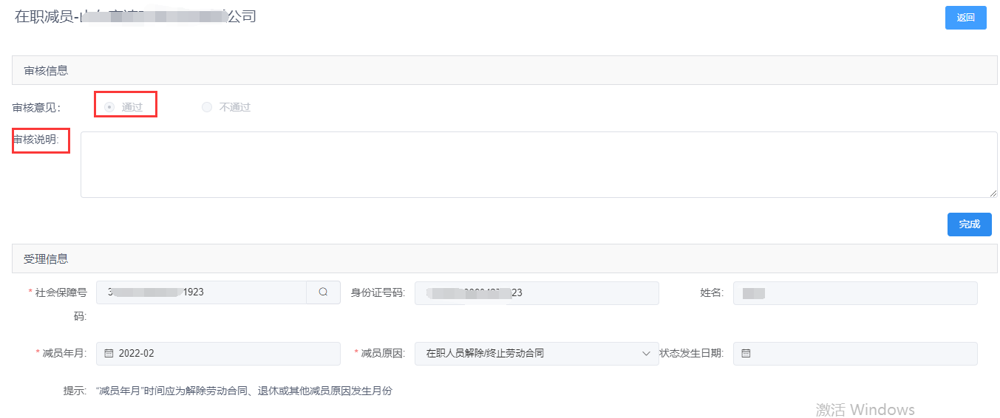 在职减员-山东高速 公司
返回
审核信息
审核意见： 通过 不通过
审核说明:
完成
受理信息
* 社会保障号码: 3 1923 身份证号码: 23 姓名:
* 减员年月: 2022-02 * 减员原因: 在职人员解除/终止劳动合同 状态发生日期:
提示: “减员年月”时间应为解除劳动合同、退休或其他减员原因发生月份
激活 Windows